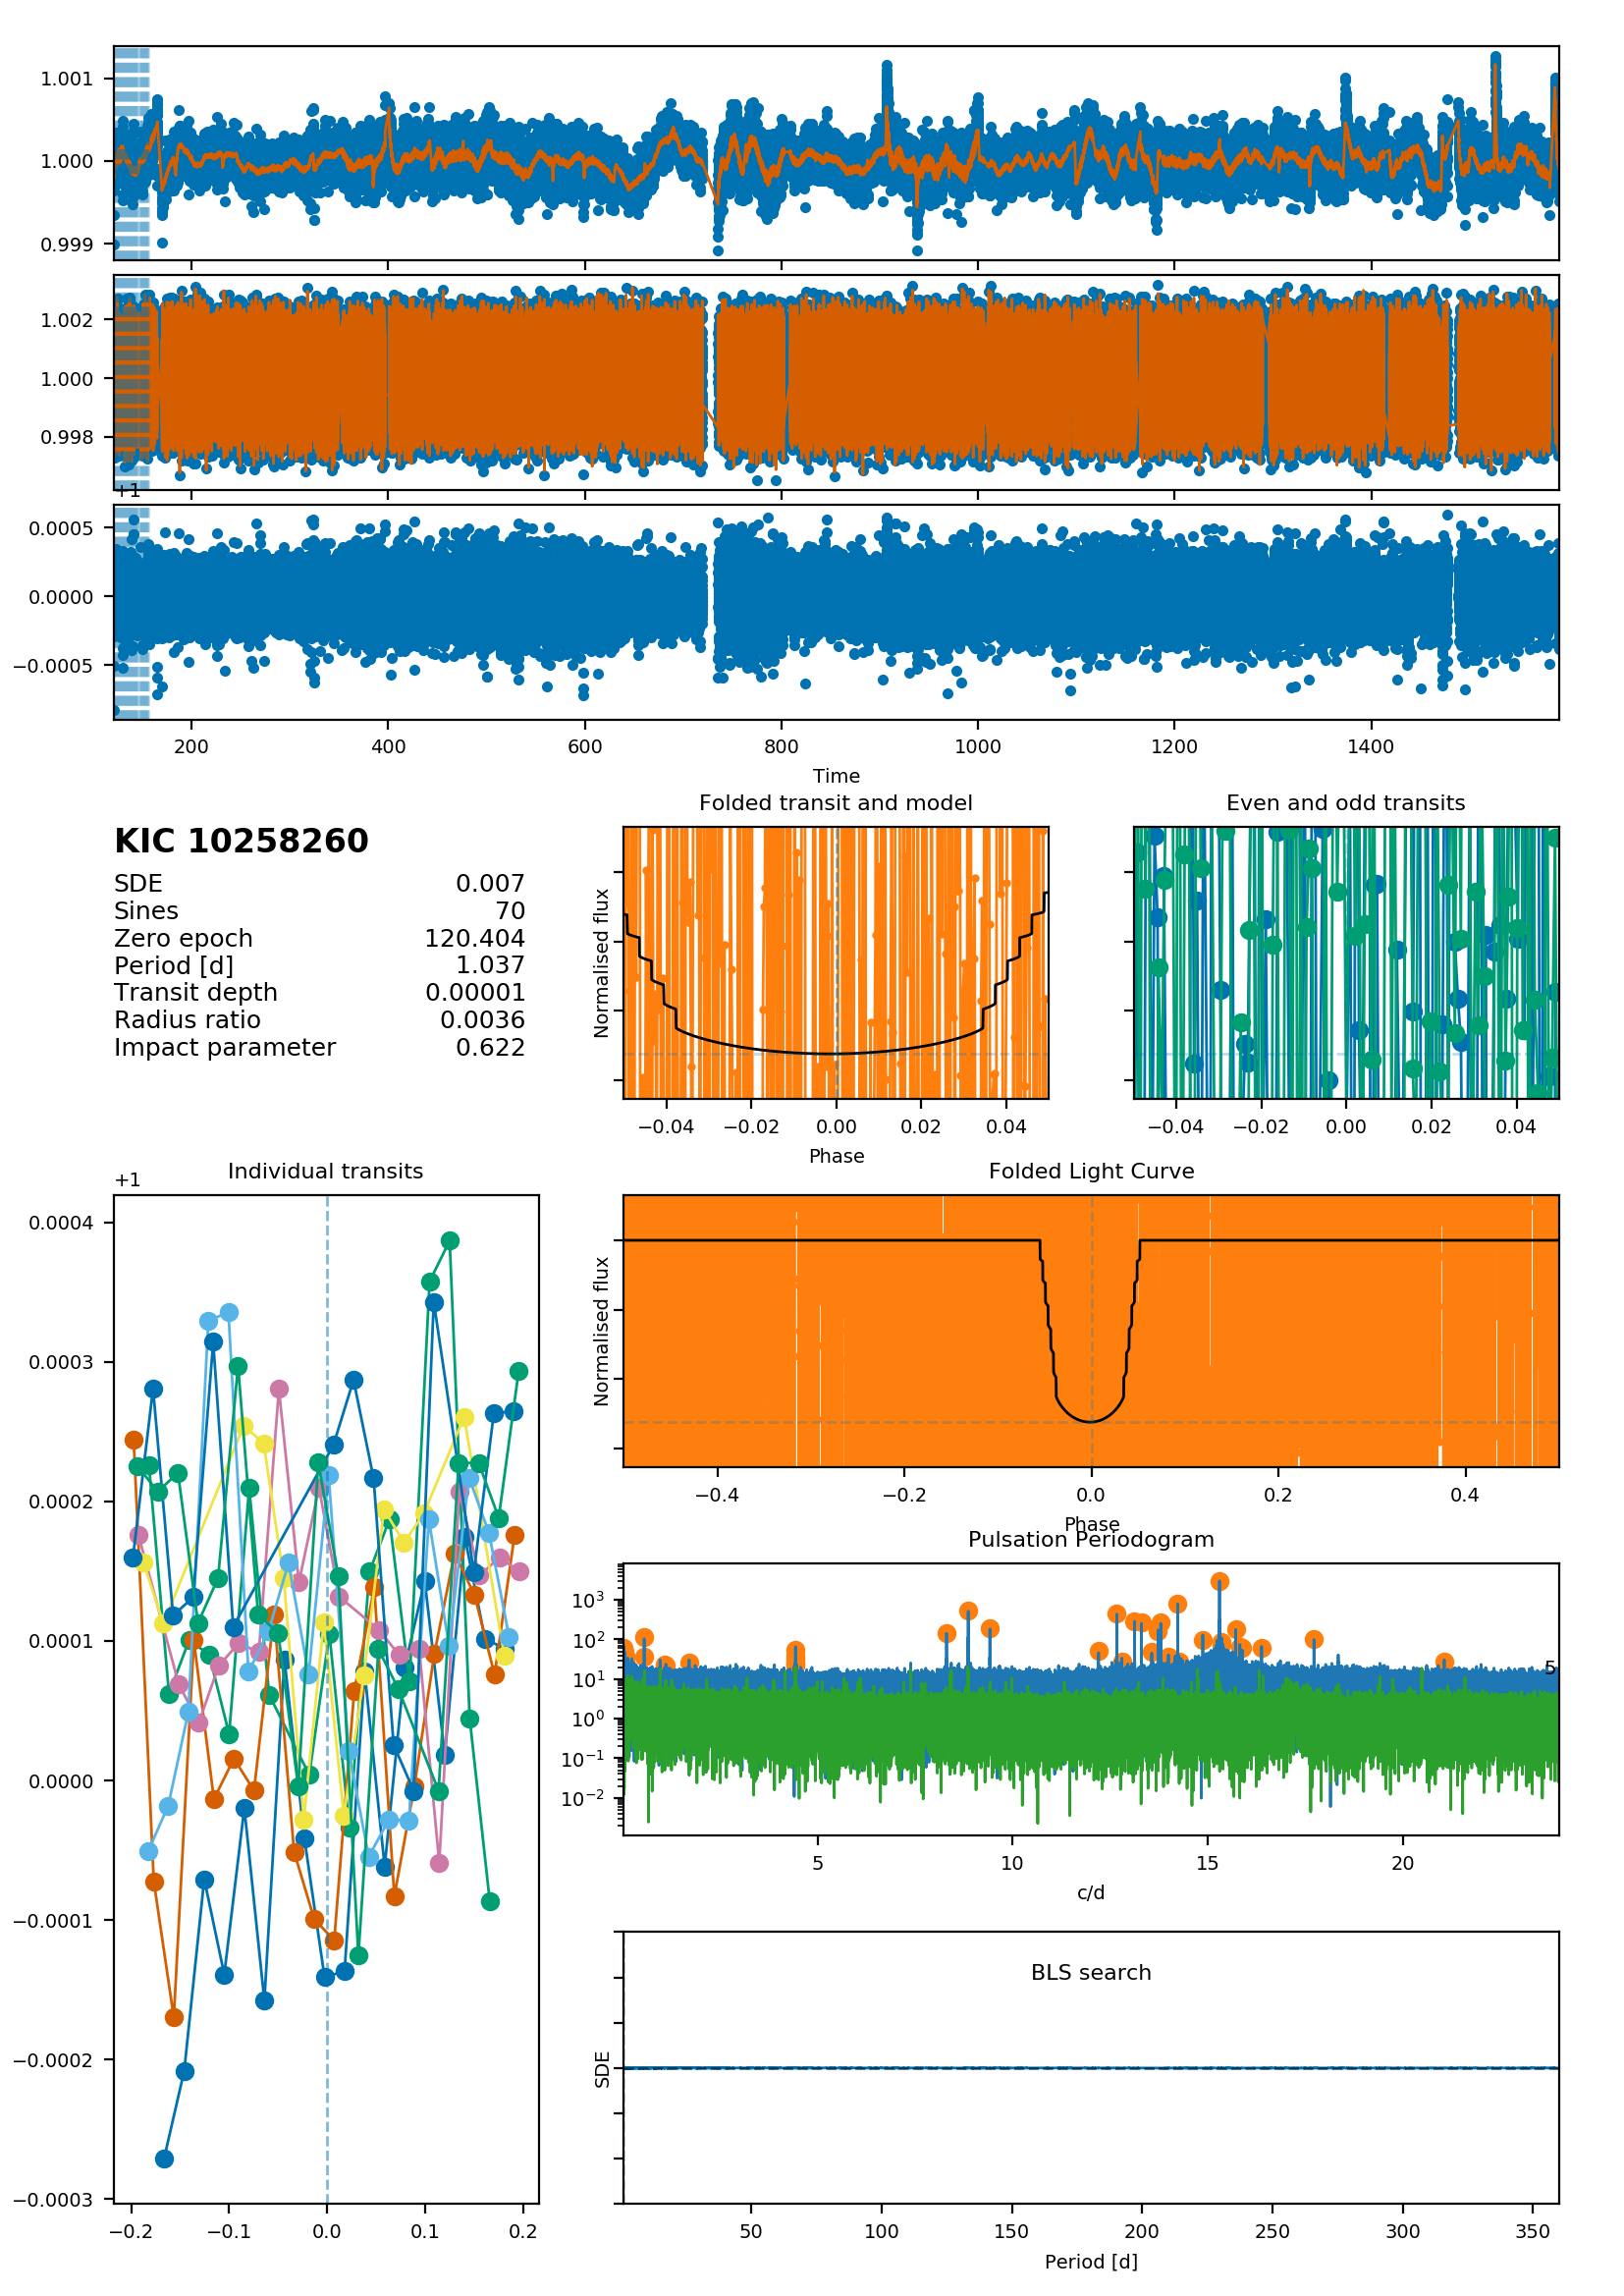 1.001
1.000
0.999
1.002
1.000
0.998
+1
0.0005
0.0000
−0.0005
200 400 600 800 1000 1200 1400
Time
KIC 10258260
SDE 0.007
Sines 70
Zero epoch 120.404
Period [d] 1.037
Transit depth 0.00001
Radius ratio 0.0036
Impact parameter 0.622
Folded transit and model
Normalised flux
−0.04 −0.02 0.00 0.02 0.04
Phase
Even and odd transits
−0.04 −0.02 0.00 0.02 0.04
Individual transits
+1
0.0004
0.0003
0.0002
0.0001
0.0000
−0.0001
−0.0002
−0.0003
−0.2 −0.1 0.0 0.1 0.2
Folded Light Curve
Normalised flux
−0.4 −0.2 0.0 0.2 0.4
Phase
Pulsation Periodogram
10³
10²
10¹
10⁰
10⁻¹
10⁻²
5
5 10 15 20
c/d
BLS search
SDE
50 100 150 200 250 300 350
Period [d]